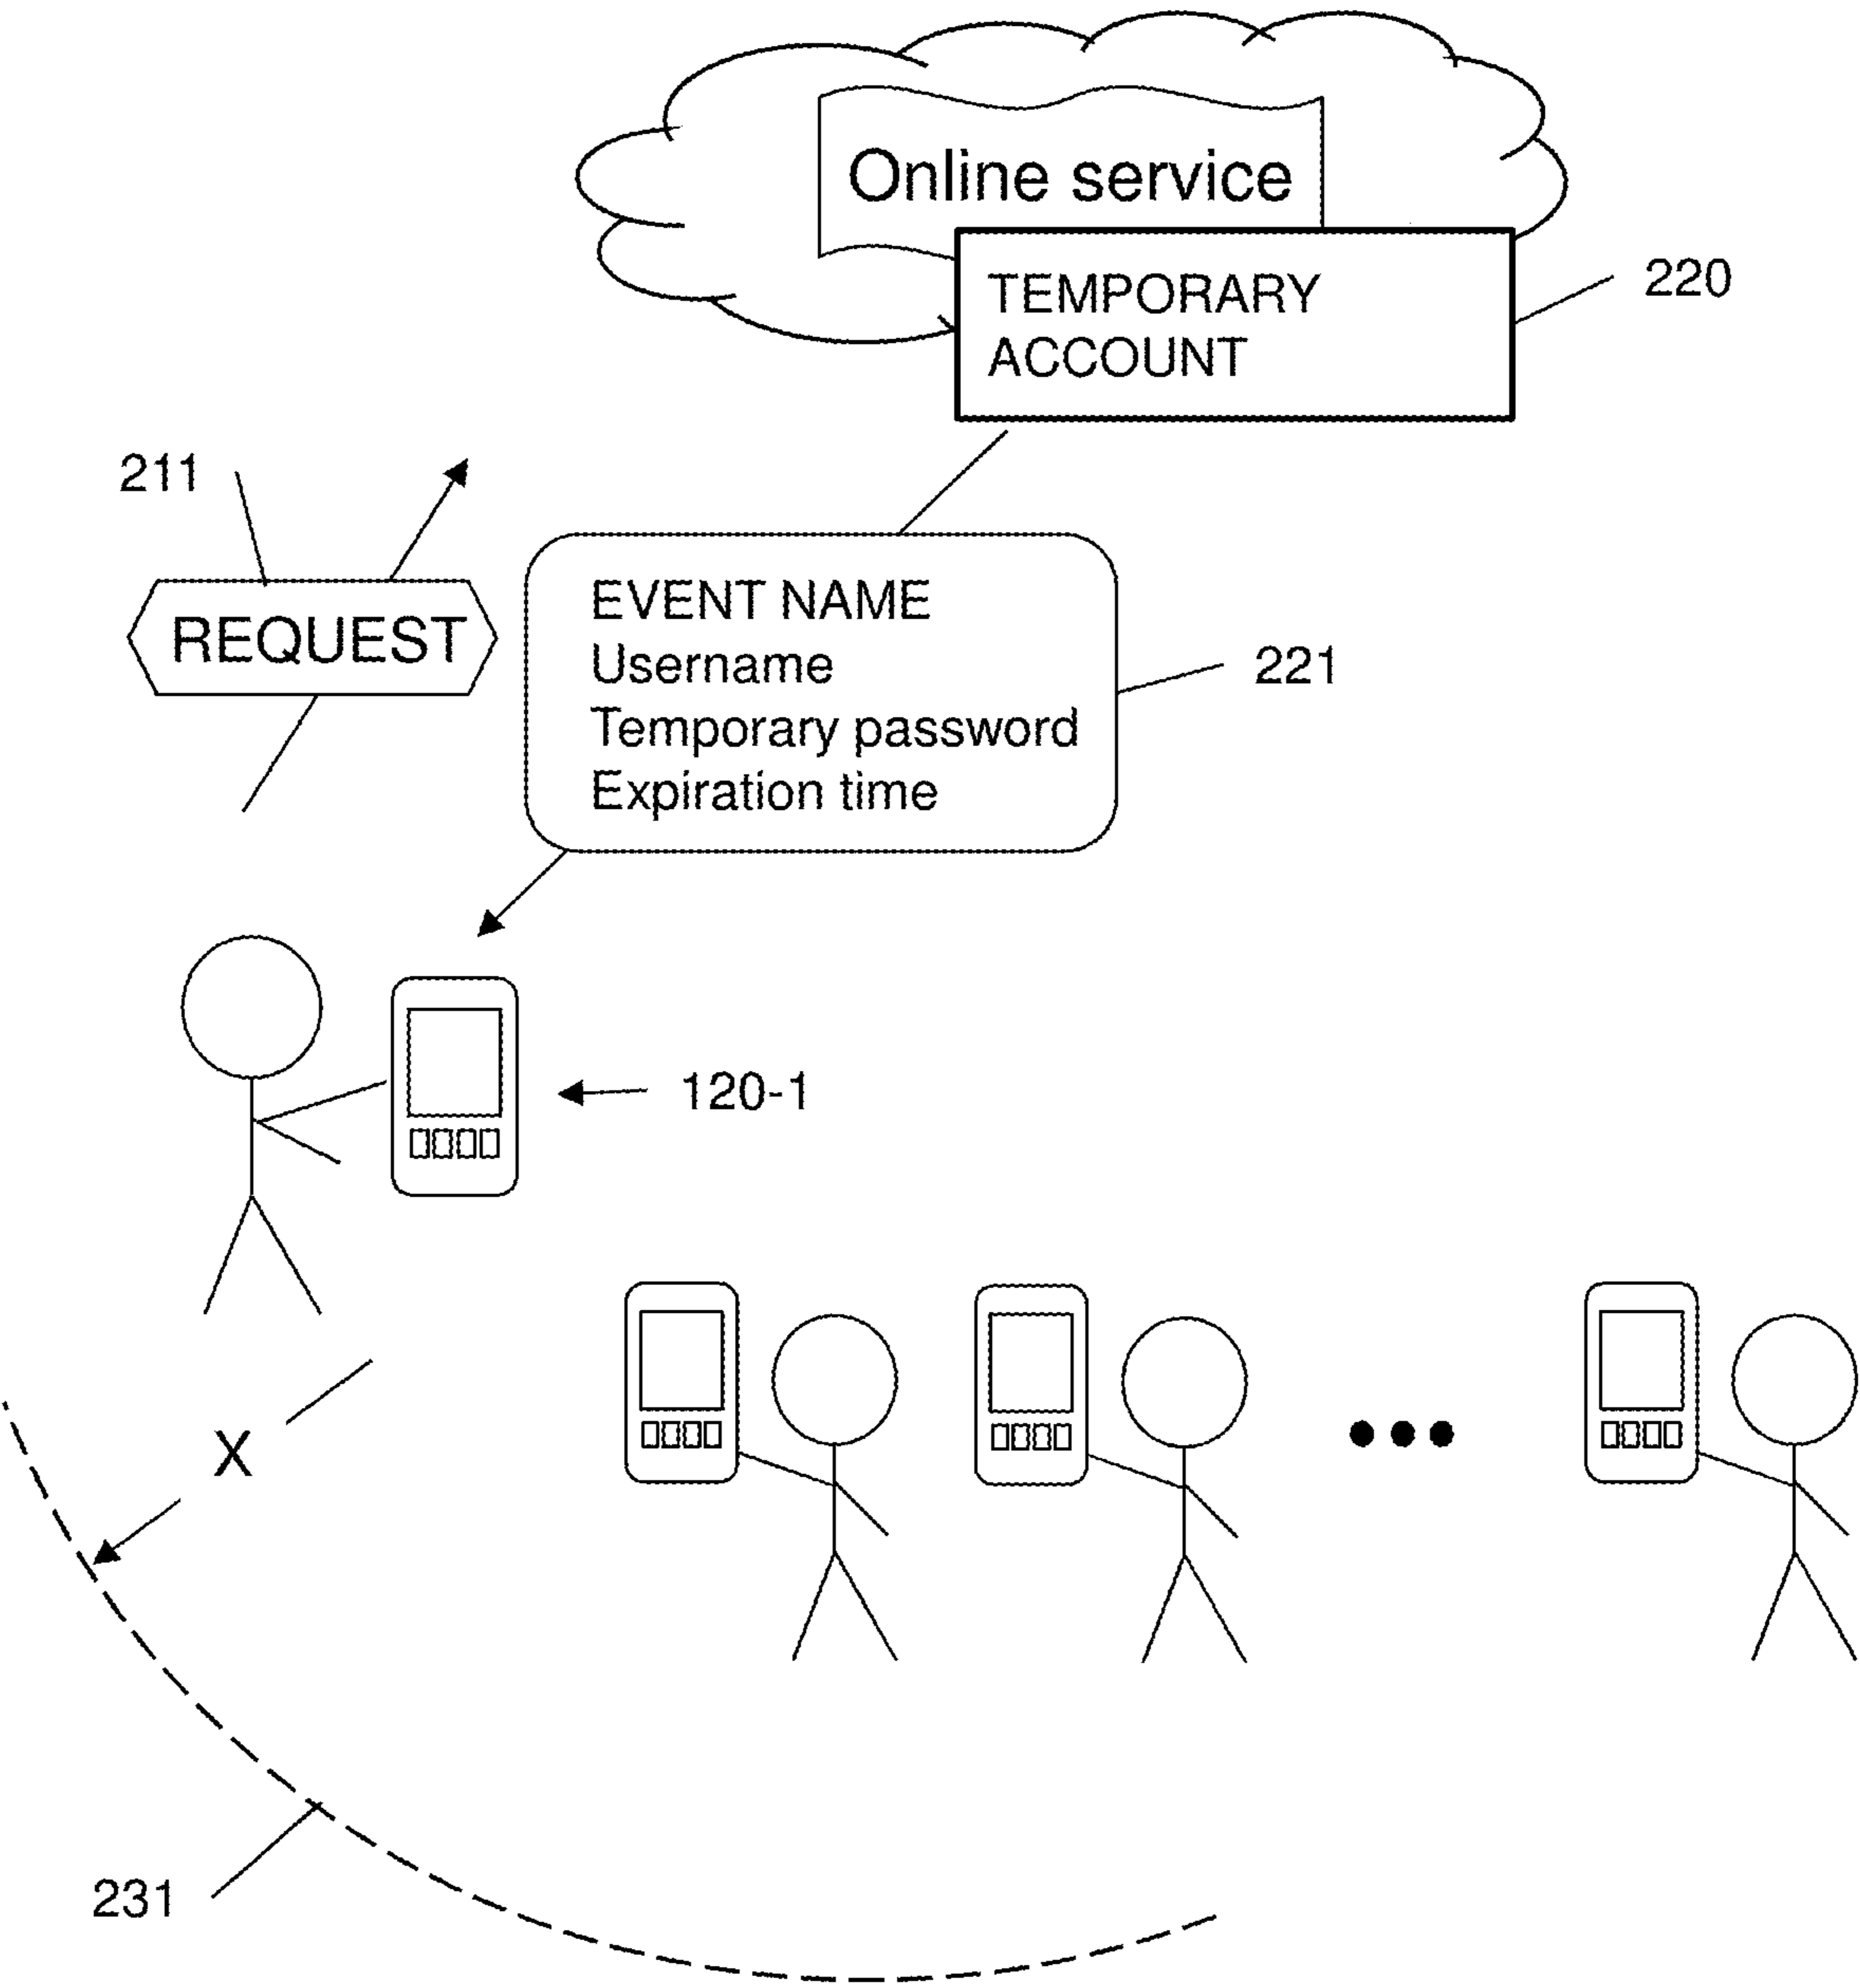 Online service
TEMPORARY
ACCOUNT
220
211
REQUEST
EVENT NAME
Username
Temporary password
Expiration time
221
120-1
X
231